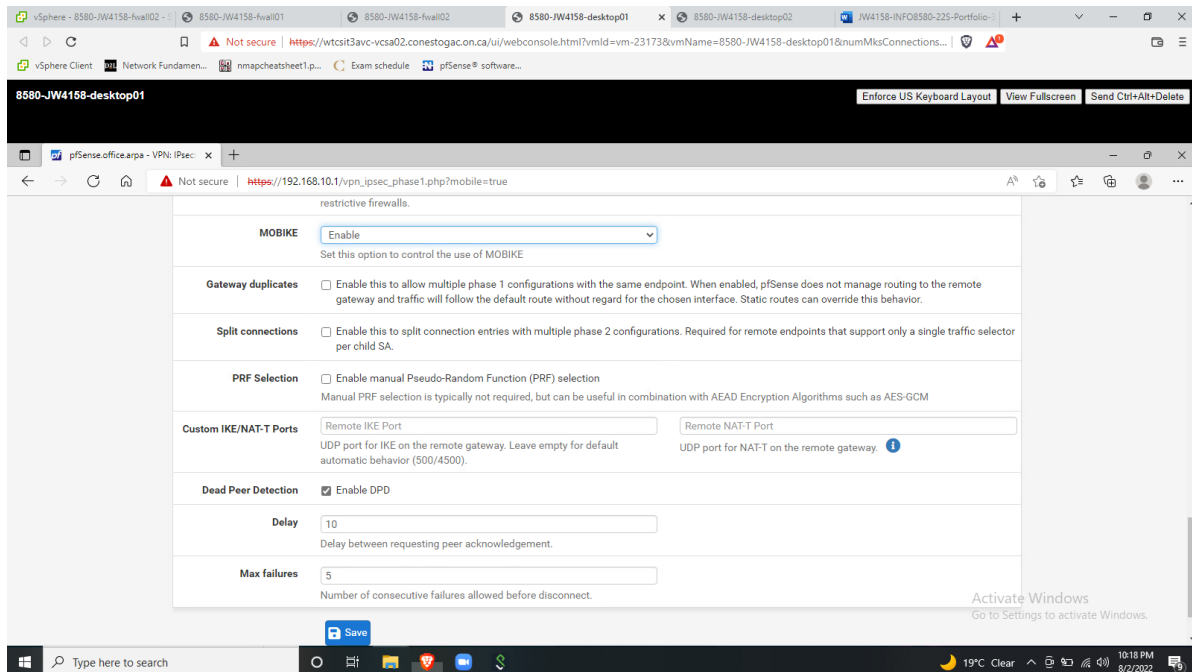 vSphere - 8580-JW4158-fwall02 - S
8580-JW4158-fwall01
8580-JW4158-fwall02
8580-JW4158-desktop01
8580-JW4158-desktop02
JW4158-INFO8580-22S-Portfolio-3
Not secure | https://wtcsit3avc-vcsa02.conestogac.on.ca/ui/webconsole.html?vmId=vm-23173&vmName=8580-JW4158-desktop01&numMksConnections...
vSphere Client
Network Fundamen...
nmapcheatsheet1.p...
Exam schedule
pfSense® software...
8580-JW4158-desktop01
Enforce US Keyboard Layout
View Fullscreen
Send Ctrl+Alt+Delete
pfSense.office.arpa - VPN: IPsec:
Not secure | https://192.168.10.1/vpn_ipsec_phase1.php?mobile=true
restrictive firewalls.
MOBIKE
Enable
Set this option to control the use of MOBIKE
Gateway duplicates
Enable this to allow multiple phase 1 configurations with the same endpoint. When enabled, pfSense does not manage routing to the remote
gateway and traffic will follow the default route without regard for the chosen interface. Static routes can override this behavior.
Split connections
Enable this to split connection entries with multiple phase 2 configurations. Required for remote endpoints that support only a single traffic selector
per child SA.
PRF Selection
Enable manual Pseudo-Random Function (PRF) selection
Manual PRF selection is typically not required, but can be useful in combination with AEAD Encryption Algorithms such as AES-GCM
Custom IKE/NAT-T Ports
Remote IKE Port
Remote NAT-T Port
UDP port for IKE on the remote gateway. Leave empty for default
automatic behavior (500/4500).
UDP port for NAT-T on the remote gateway.
Dead Peer Detection
Enable DPD
Delay
10
Delay between requesting peer acknowledgement.
Max failures
5
Number of consecutive failures allowed before disconnect.
Activate Windows
Go to Settings to activate Windows.
Save
Type here to search
19°C Clear
10:18 PM
8/2/2022